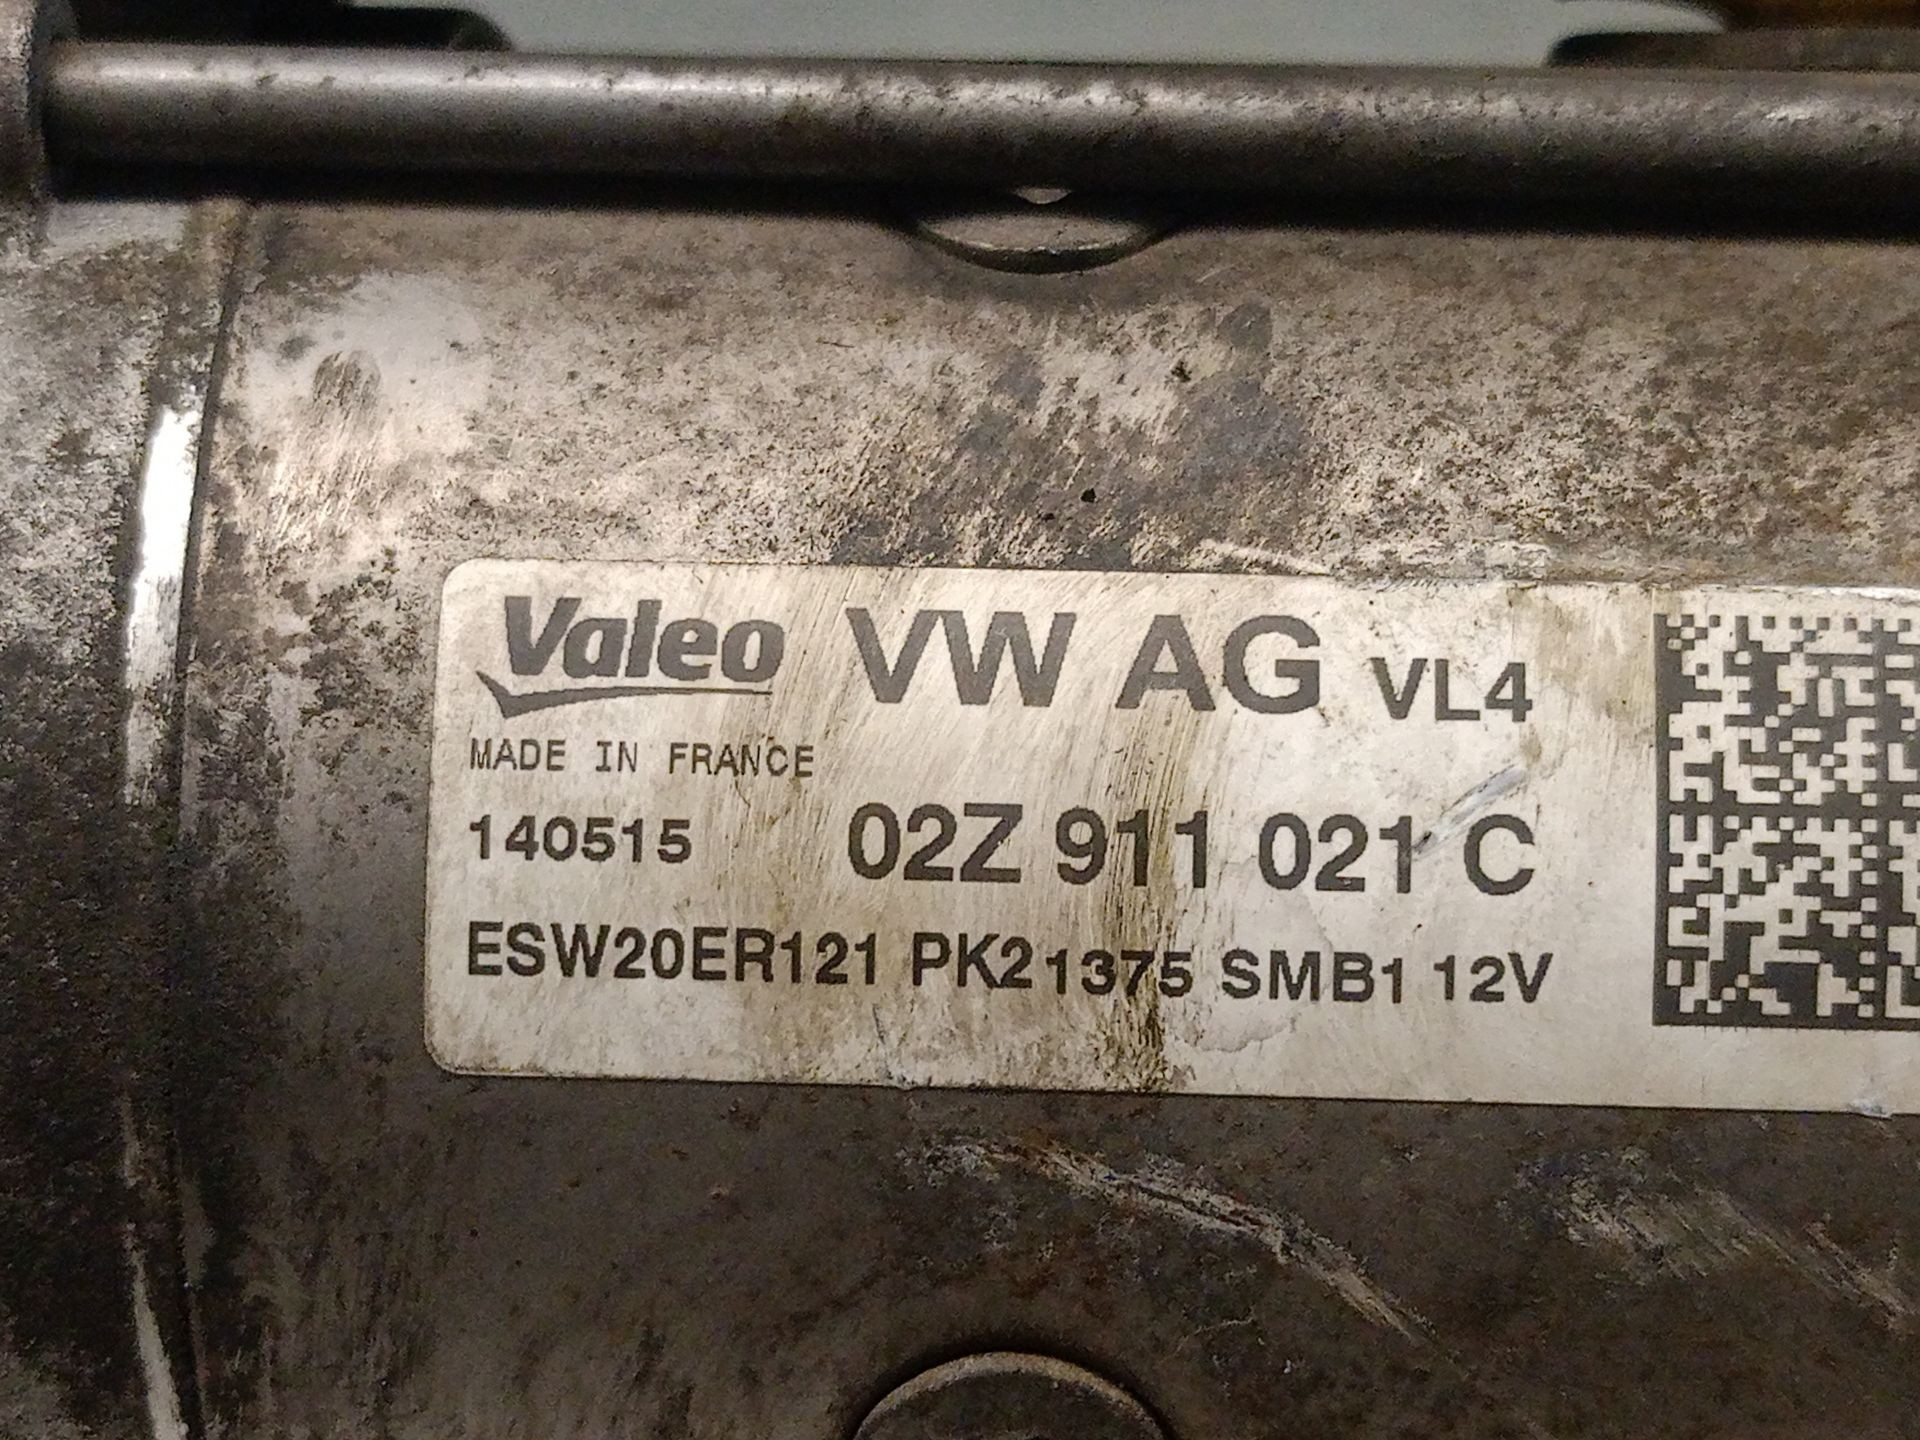 Valeo VW AG VL4
MADE IN FRANCE
140515 02Z 911 021 C
ESW20ER121 PK21375 SMB1 12V